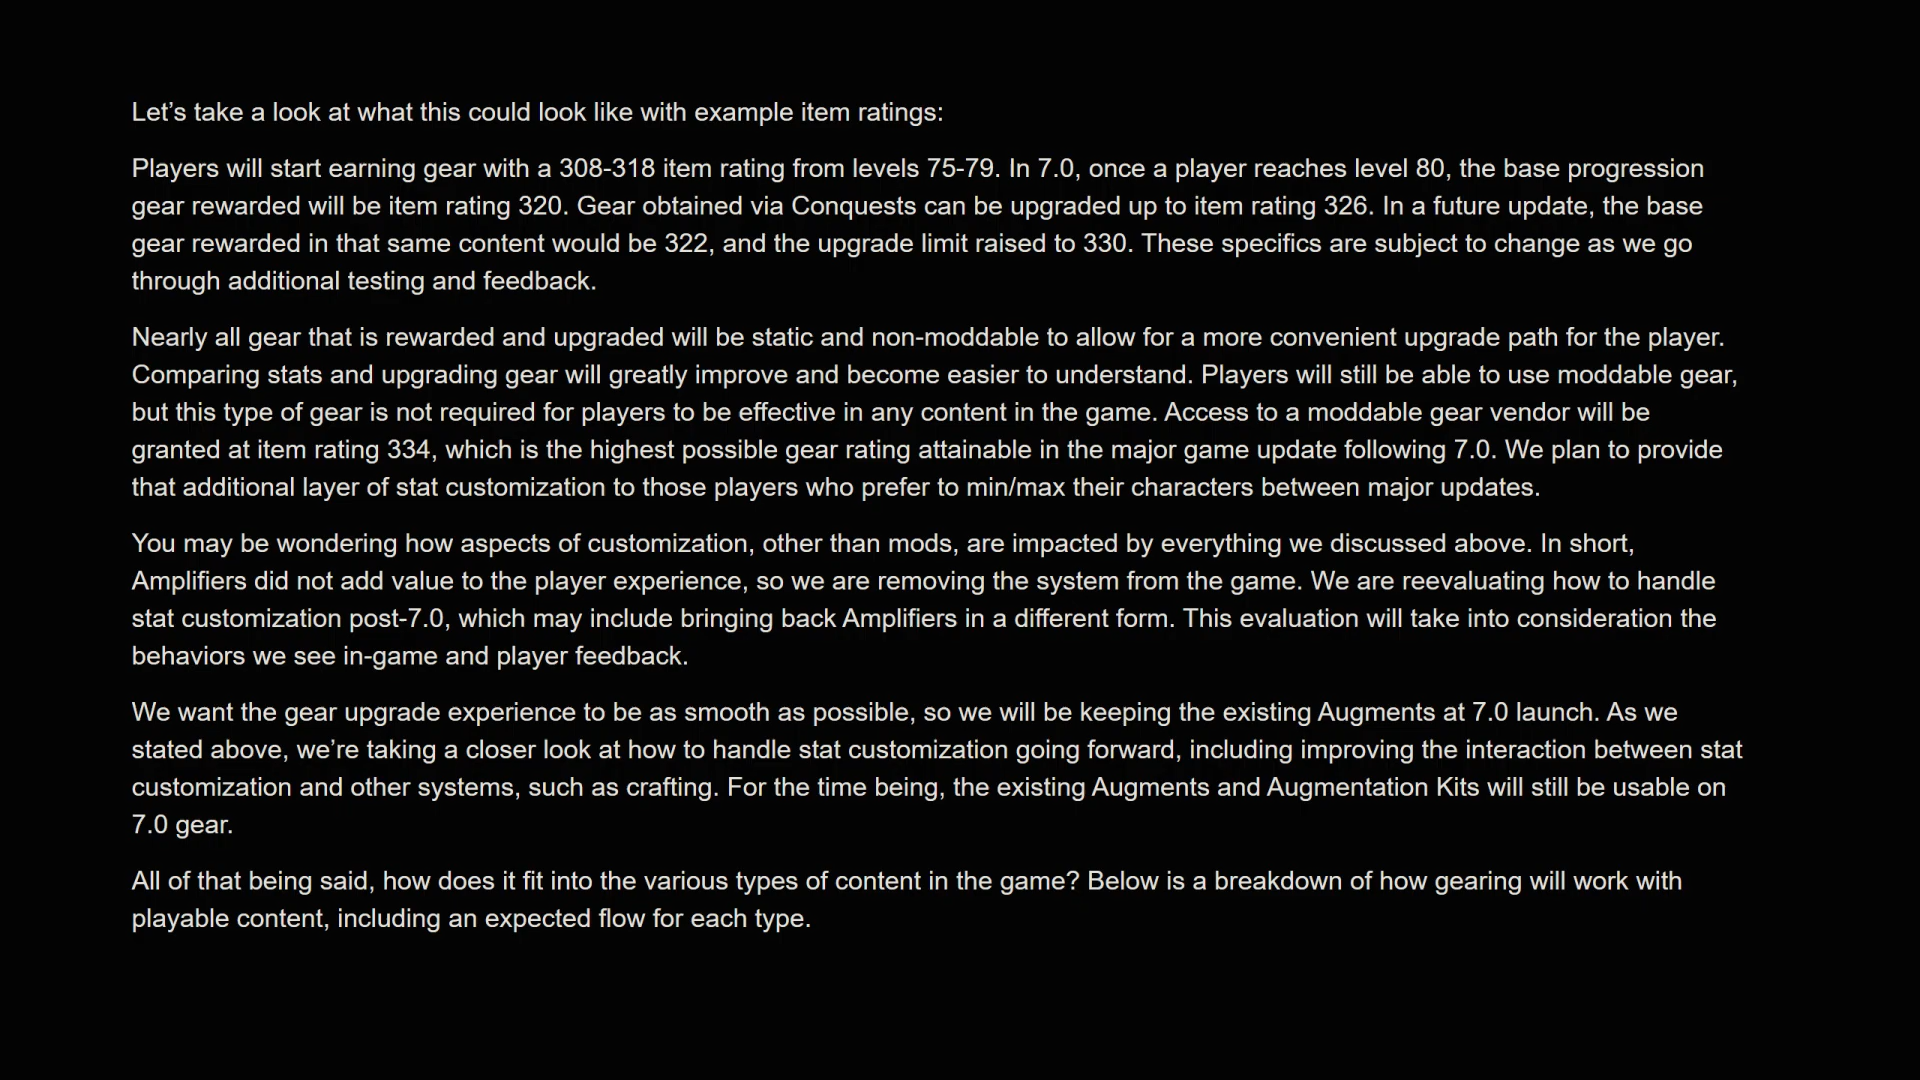 Let’s take a look at what this could look like with example item ratings:
Players will start earning gear with a 308-318 item rating from levels 75-79. In 7.0, once a player reaches level 80, the base progression
gear rewarded will be item rating 320. Gear obtained via Conquests can be upgraded up to item rating 326. In a future update, the base
gear rewarded in that same content would be 322, and the upgrade limit raised to 330. These specifics are subject to change as we go
through additional testing and feedback.
Nearly all gear that is rewarded and upgraded will be static and non-moddable to allow for a more convenient upgrade path for the player.
Comparing stats and upgrading gear will greatly improve and become easier to understand. Players will still be able to use moddable gear,
but this type of gear is not required for players to be effective in any content in the game. Access to a moddable gear vendor will be
granted at item rating 334, which is the highest possible gear rating attainable in the major game update following 7.0. We plan to provide
that additional layer of stat customization to those players who prefer to min/max their characters between major updates.
You may be wondering how aspects of customization, other than mods, are impacted by everything we discussed above. In short,
Amplifiers did not add value to the player experience, so we are removing the system from the game. We are reevaluating how to handle
stat customization post-7.0, which may include bringing back Amplifiers in a different form. This evaluation will take into consideration the
behaviors we see in-game and player feedback.
We want the gear upgrade experience to be as smooth as possible, so we will be keeping the existing Augments at 7.0 launch. As we
stated above, we’re taking a closer look at how to handle stat customization going forward, including improving the interaction between stat
customization and other systems, such as crafting. For the time being, the existing Augments and Augmentation Kits will still be usable on
7.0 gear.
All of that being said, how does it fit into the various types of content in the game? Below is a breakdown of how gearing will work with
playable content, including an expected flow for each type.